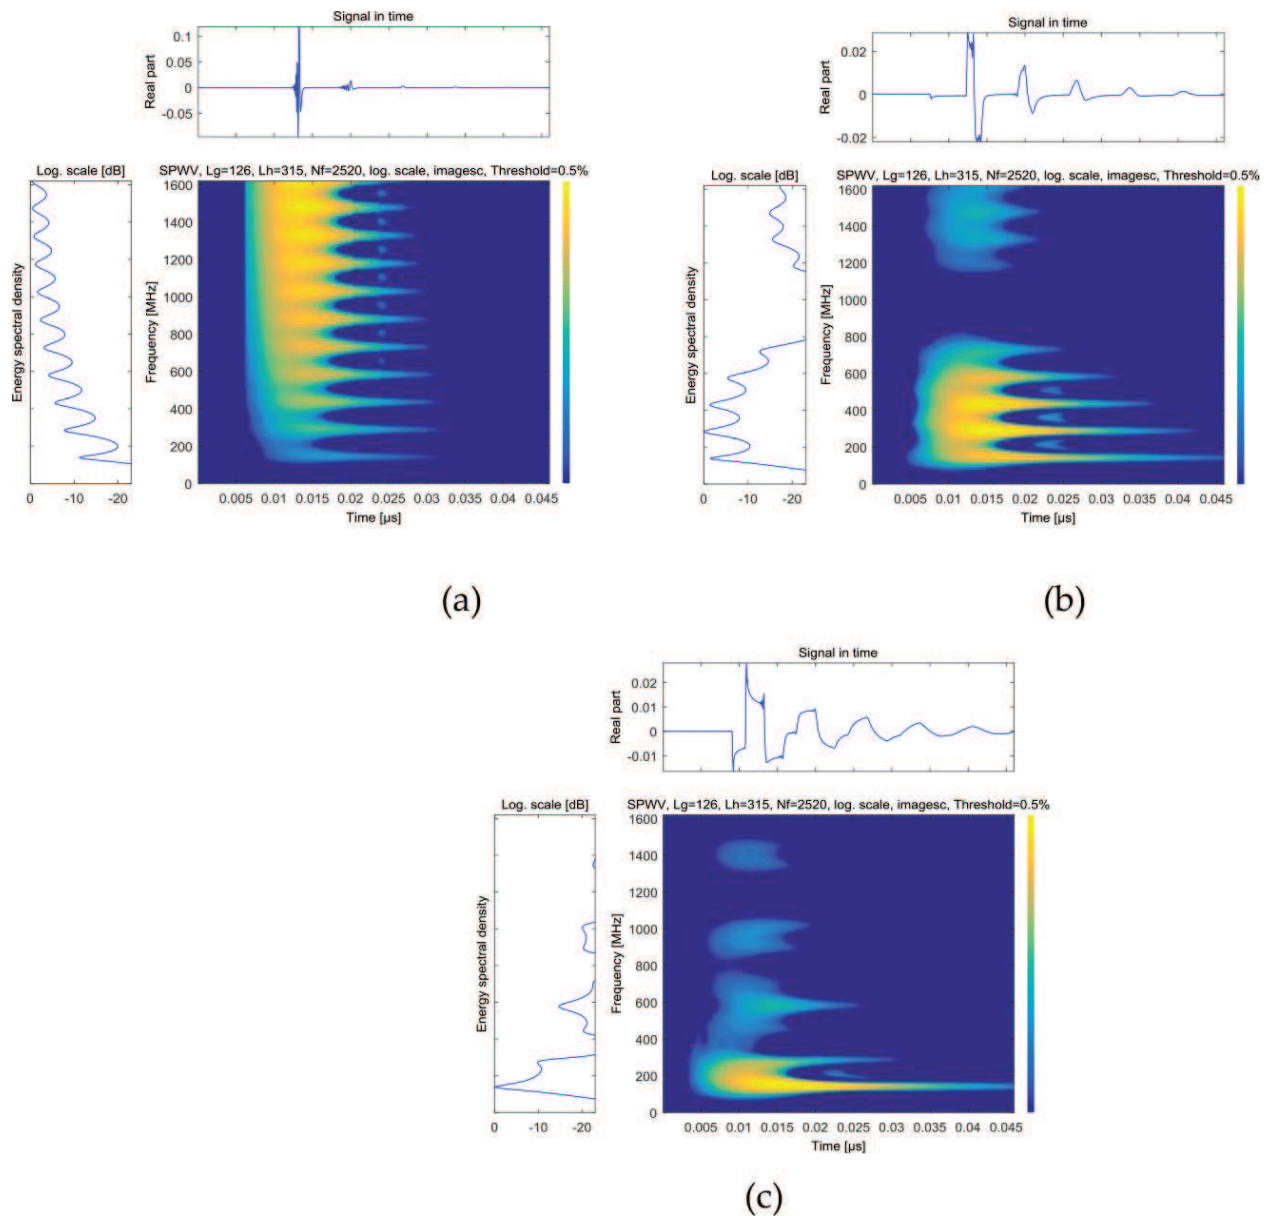 Signal in time
Real part
0.1
0.05
0
-0.05
Log. scale [dB]
SPWV, Lg=126, Lh=315, Nf=2520, log. scale, imagesc, Threshold=0.5%
Energy spectral density
Frequency [MHz]
1600
1400
1200
1000
800
600
400
200
0
0 -10 -20
0.005 0.01 0.015 0.02 0.025 0.03 0.035 0.04 0.045
Time [µs]
(a)
Signal in time
Real part
0.02
0
-0.02
Log. scale [dB]
SPWV, Lg=126, Lh=315, Nf=2520, log. scale, imagesc, Threshold=0.5%
Energy spectral density
Frequency [MHz]
1600
1400
1200
1000
800
600
400
200
0
0 -10 -20
0.005 0.01 0.015 0.02 0.025 0.03 0.035 0.04 0.045
Time [µs]
(b)
Signal in time
Real part
0.02
0.01
0
-0.01
Log. scale [dB]
SPWV, Lg=126, Lh=315, Nf=2520, log. scale, imagesc, Threshold=0.5%
Energy spectral density
Frequency [MHz]
1600
1400
1200
1000
800
600
400
200
0
0 -10 -20
0.005 0.01 0.015 0.02 0.025 0.03 0.035 0.04 0.045
Time [µs]
(c)